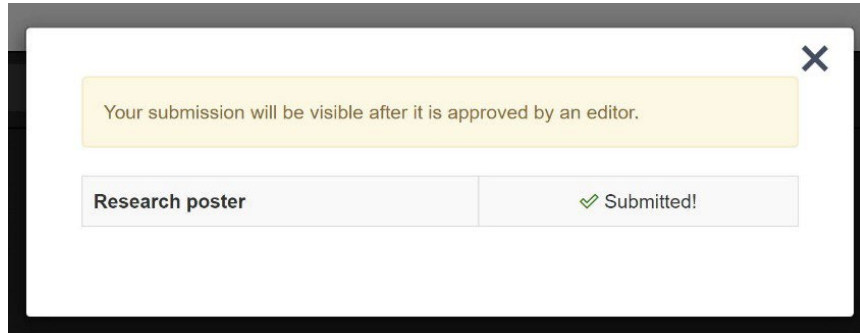 Your submission will be visible after it is approved by an editor.
Research poster
Submitted!